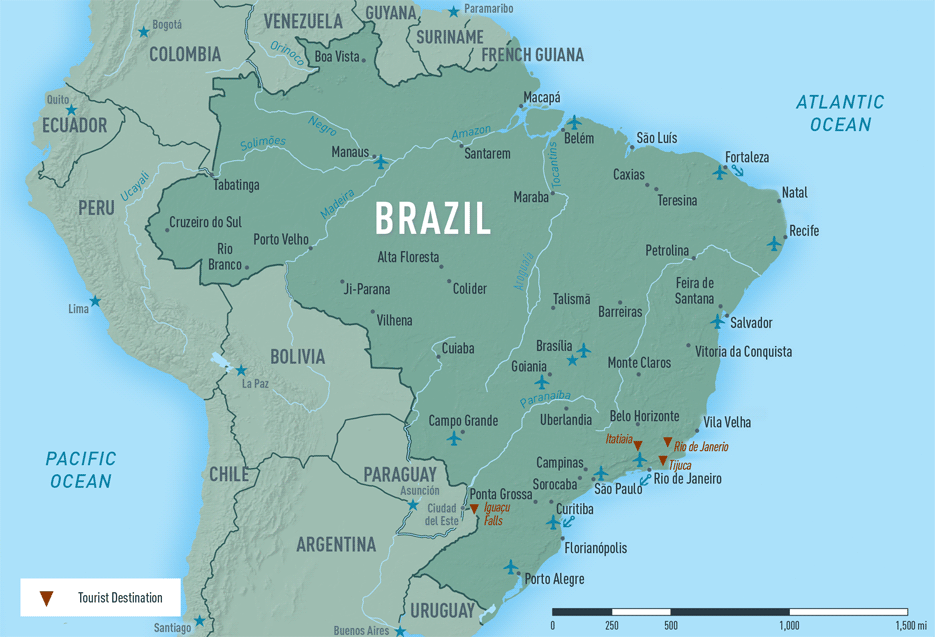 Bogotá
VENEZUELA
GUYANA
Paramaribo
SURINAME
COLOMBIA
Orinoco
Boa Vista
FRENCH GUIANA
Quito
ECUADOR
Macapá
ATLANTIC
OCEAN
Negro
Amazon
Belém
São Luís
Solimões
Manaus
Santarem
Tocantins
Fortaleza
Tabatinga
Ucayali
Madeira
Maraba
Caxias
Teresina
Natal
PERU
BRAZIL
Cruzeiro do Sul
Recife
Rio
Branco
Porto Velho
Alta Floresta
Petrolina
Araguaia
Ji-Parana
Colider
Feira de
Santana
Talismã
Barreiras
Lima
Vilhena
Salvador
BOLIVIA
Cuiaba
Brasília
Vitoria da Conquista
Goiania
Monte Claros
La Paz
Paranaiba
Campo Grande
Uberlandia
Belo Horizonte
Vila Velha
Itatiaia
Rio de Janerio
PACIFIC
OCEAN
CHILE
PARAGUAY
Campinas
Tijuca
Asunción
Sorocaba
São Paulo
Rio de Janeiro
Ponta Grossa
Ciudad
del Este
Iguaçu
Falls
Curitiba
ARGENTINA
Florianópolis
Porto Alegre
Tourist Destination
URUGUAY
Santiago
Buenos Aires
0 250 500 1,000 1,500 mi